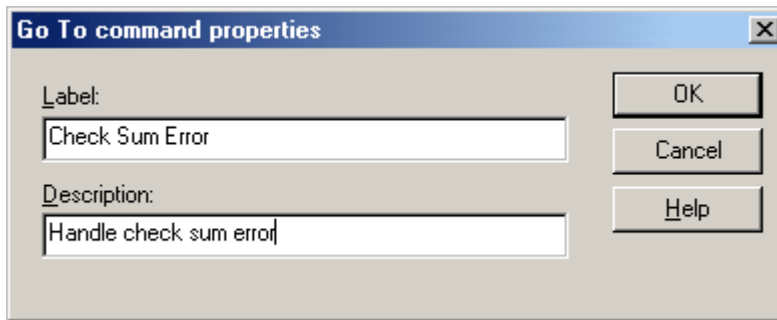 Go To command properties
Label:
Check Sum Error
Description:
Handle check sum error
OK
Cancel
Help